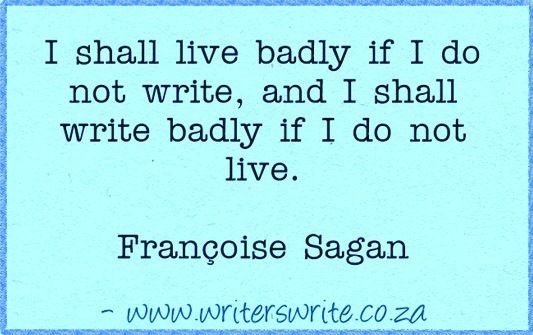 I shall live badly if I do
not write, and I shall
write badly if I do not
live.
Françoise Sagan
- www.writerswrite.co.za